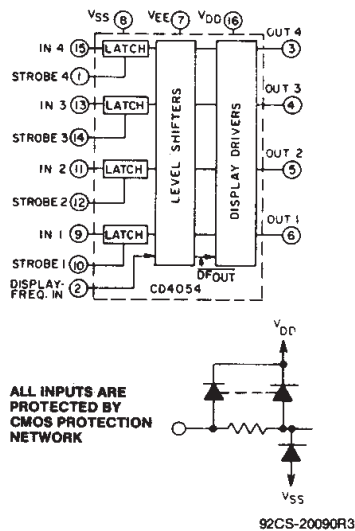 VSS VEE VDD
8 7 16
OUT 4
IN 4 15 LATCH 3
STROBE 4 1
OUT 3
IN 3 13 LATCH 4
STROBE 3 14
OUT 2
IN 2 11 LATCH 5
STROBE 2 12
OUT 1
IN 1 9 LATCH 6
STROBE 1 10
LEVEL SHIFTERS
DISPLAY DRIVERS
DISPLAY-
FREQ. IN 2
DFOUT
CD4054
VDD
ALL INPUTS ARE
PROTECTED BY
CMOS PROTECTION
NETWORK
VSS
92CS-20090R3